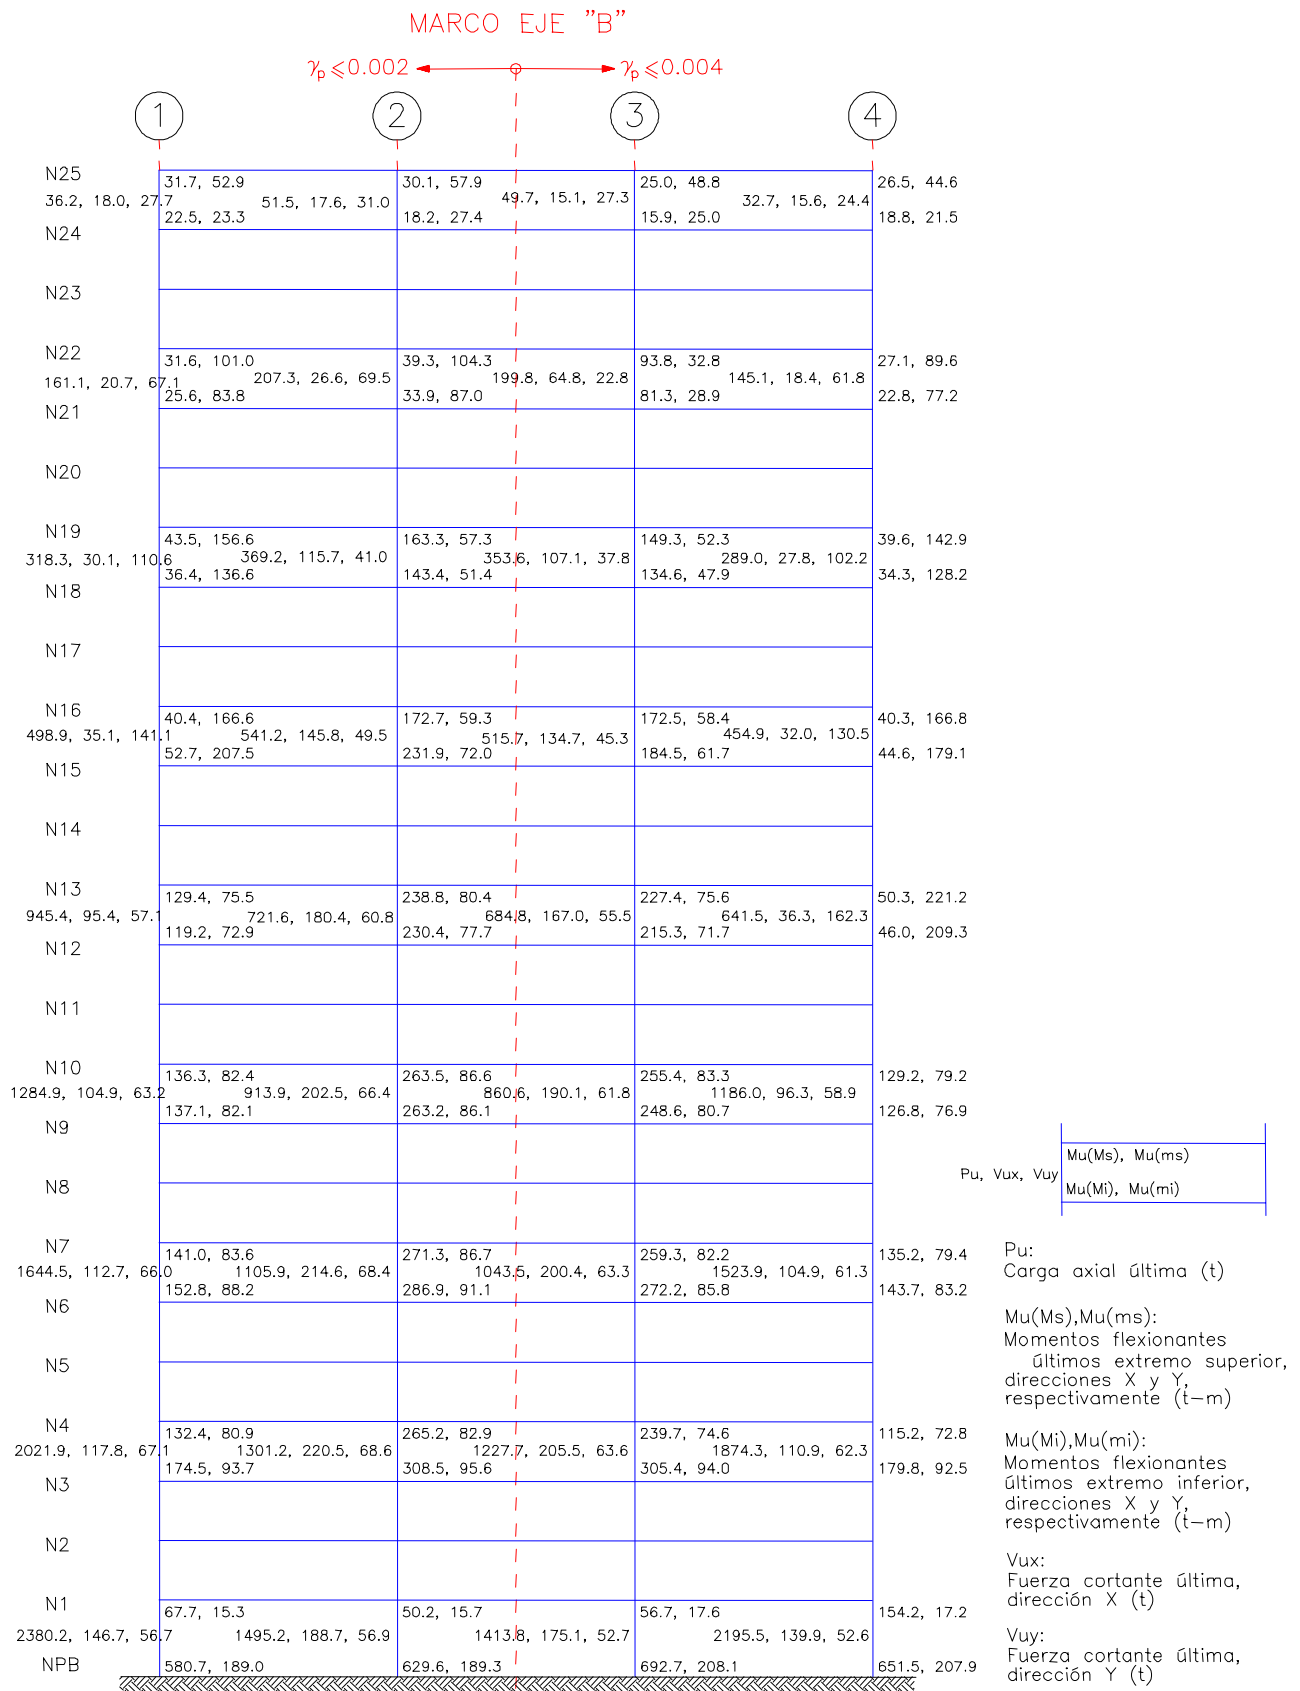 MARCO EJE "B"
γp ≤0.002
γp ≤0.004
1 2 3 4
N25
31.7, 52.9 30.1, 57.9 25.0, 48.8 26.5, 44.6
36.2, 18.0, 27.7 51.5, 17.6, 31.0 49.7, 15.1, 27.3 32.7, 15.6, 24.4
22.5, 23.3 18.2, 27.4 15.9, 25.0 18.8, 21.5
N24
N23
N22
31.6, 101.0 39.3, 104.3 93.8, 32.8 27.1, 89.6
161.1, 20.7, 67.1 207.3, 26.6, 69.5 199.8, 64.8, 22.8 145.1, 18.4, 61.8
25.6, 83.8 33.9, 87.0 81.3, 28.9 22.8, 77.2
N21
N20
N19
43.5, 156.6 163.3, 57.3 149.3, 52.3 39.6, 142.9
318.3, 30.1, 110.6 369.2, 115.7, 41.0 353.6, 107.1, 37.8 289.0, 27.8, 102.2
36.4, 136.6 143.4, 51.4 134.6, 47.9 34.3, 128.2
N18
N17
N16
40.4, 166.6 172.7, 59.3 172.5, 58.4 40.3, 166.8
498.9, 35.1, 141.1 541.2, 145.8, 49.5 515.7, 134.7, 45.3 454.9, 32.0, 130.5
52.7, 207.5 231.9, 72.0 184.5, 61.7 44.6, 179.1
N15
N14
N13
129.4, 75.5 238.8, 80.4 227.4, 75.6 50.3, 221.2
945.4, 95.4, 57.1 721.6, 180.4, 60.8 684.8, 167.0, 55.5 641.5, 36.3, 162.3
119.2, 72.9 230.4, 77.7 215.3, 71.7 46.0, 209.3
N12
N11
N10
136.3, 82.4 263.5, 86.6 255.4, 83.3 129.2, 79.2
1284.9, 104.9, 63.2 913.9, 202.5, 66.4 860.6, 190.1, 61.8 1186.0, 96.3, 58.9
137.1, 82.1 263.2, 86.1 248.6, 80.7 126.8, 76.9
N9
N8
N7
141.0, 83.6 271.3, 86.7 259.3, 82.2 135.2, 79.4
1644.5, 112.7, 66.0 1105.9, 214.6, 68.4 1043.5, 200.4, 63.3 1523.9, 104.9, 61.3
152.8, 88.2 286.9, 91.1 272.2, 85.8 143.7, 83.2
N6
N5
N4
132.4, 80.9 265.2, 82.9 239.7, 74.6 115.2, 72.8
2021.9, 117.8, 67.1 1301.2, 220.5, 68.6 1227.7, 205.5, 63.6 1874.3, 110.9, 62.3
174.5, 93.7 308.5, 95.6 305.4, 94.0 179.8, 92.5
N3
N2
N1
67.7, 15.3 50.2, 15.7 56.7, 17.6 154.2, 17.2
2380.2, 146.7, 56.7 1495.2, 188.7, 56.9 1413.8, 175.1, 52.7 2195.5, 139.9, 52.6
NPB
580.7, 189.0 629.6, 189.3 692.7, 208.1 651.5, 207.9
Mu(Ms), Mu(ms)
Pu, Vux, Vuy
Mu(Mi), Mu(mi)
Pu:
Carga axial última (t)
Mu(Ms),Mu(ms):
Momentos flexionantes
últimos extremo superior,
direcciones X y Y,
respectivamente (t-m)
Mu(Mi),Mu(mi):
Momentos flexionantes
últimos extremo inferior,
direcciones X y Y,
respectivamente (t-m)
Vux:
Fuerza cortante última,
dirección X (t)
Vuy:
Fuerza cortante última,
dirección Y (t)